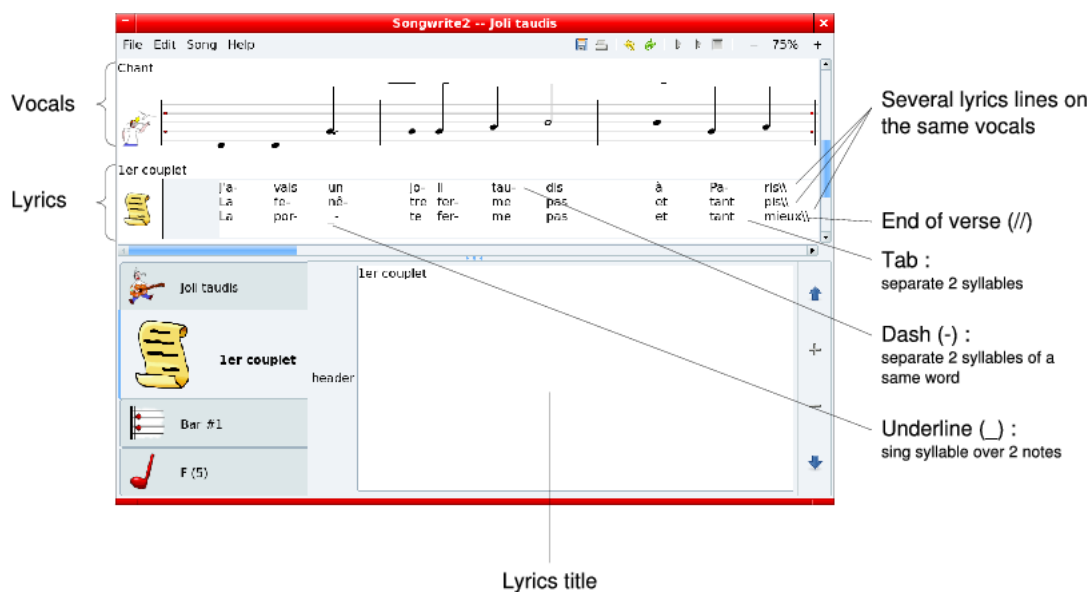 Songwrite2 -- Joli taudis
File Edit Song Help
75%
Chant
Vocals
Several lyrics lines on
the same vocals
1er couplet
Lyrics
J'a- vais un jo- li tau- dis à Pa- ris\\
La fe- nê- tre fer- me pas et tant pis\\
La por- - te fer- me pas et tant mieux\\
End of verse (//)
Tab :
separate 2 syllables
Dash (-) :
separate 2 syllables of a
same word
Underline (_) :
sing syllable over 2 notes
Joli taudis
1er couplet
Bar #1
F (5)
header
1er couplet
Lyrics title